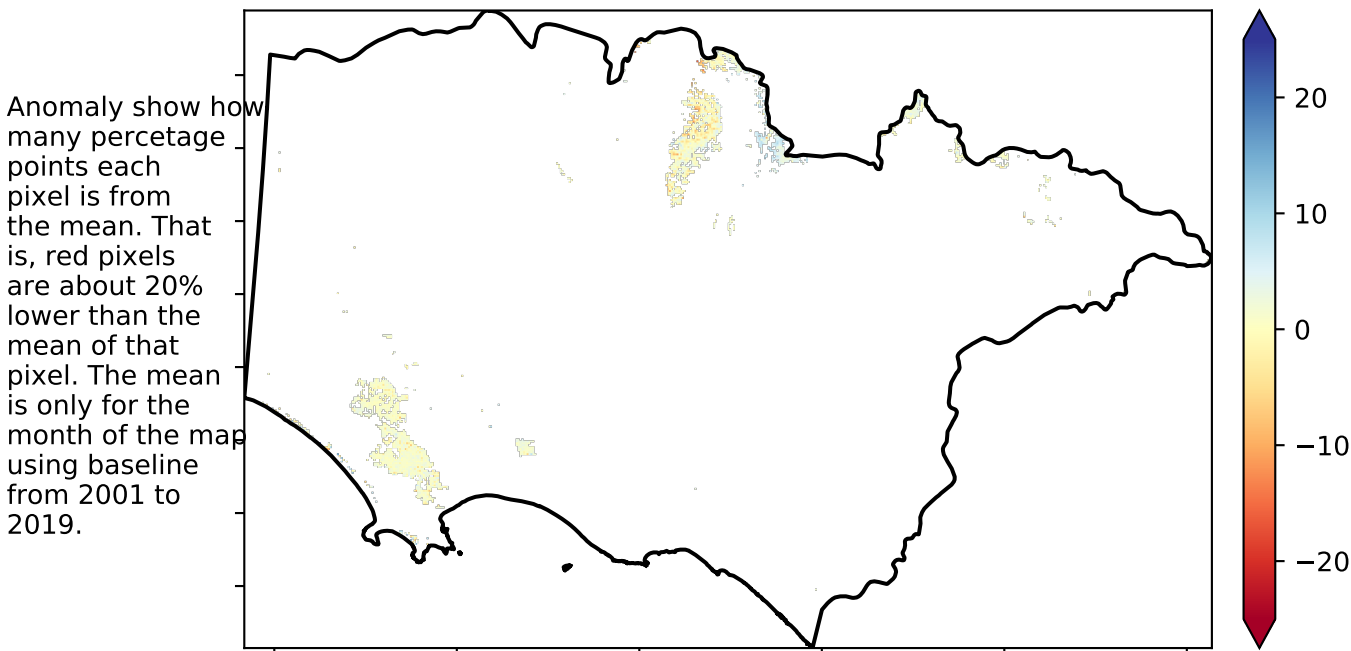 Anomaly show how
many percetage
points each
pixel is from
the mean. That
is, red pixels
are about 20%
lower than the
mean of that
pixel. The mean
is only for the
month of the map
using baseline
from 2001 to
2019.
20
10
0
−10
−20